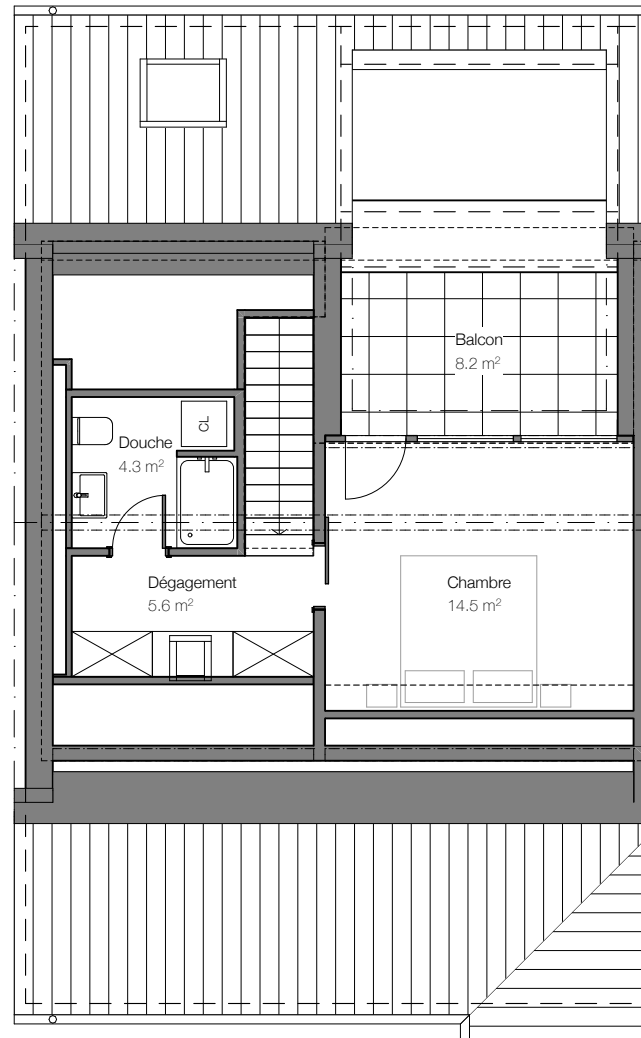 Balcon
8.2 m²
CL
Douche
4.3 m²
Dégagement
5.6 m²
Chambre
14.5 m²